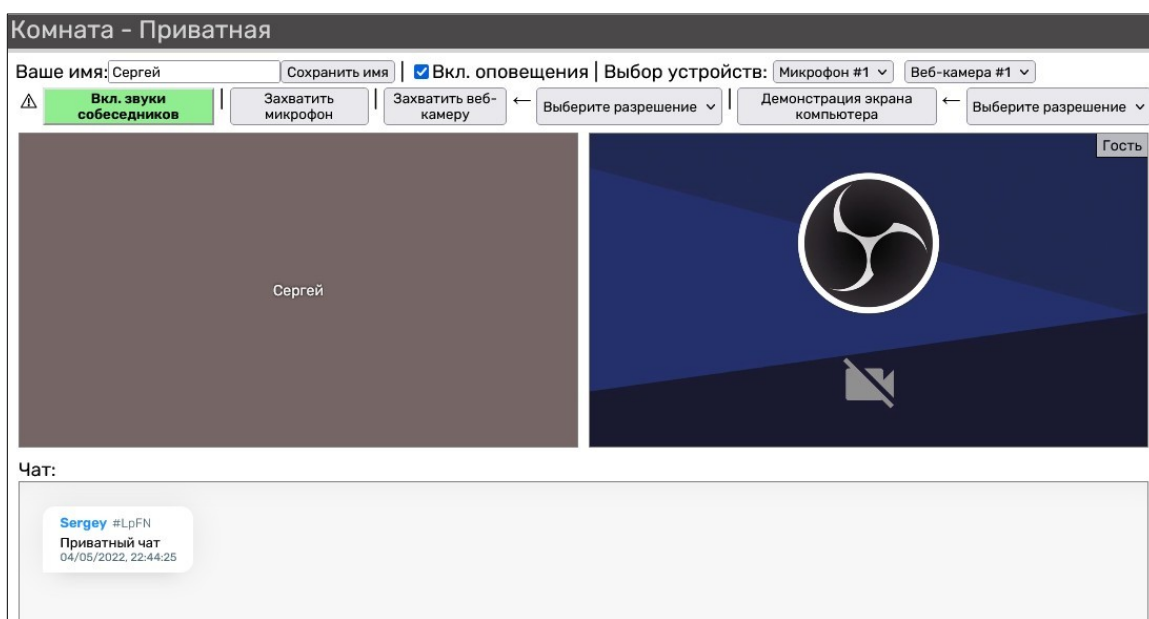 Комната - Приватная
Ваше имя: Сергей Сохранить имя | Вкл. оповещения | Выбор устройств: Микрофон #1 Веб-камера #1
⚠ Вкл. звуки собеседников | Захватить микрофон | Захватить веб-камеру ← Выберите разрешение | Демонстрация экрана компьютера ← Выберите разрешение
Гость
Сергей
Чат:
Sergey #LpFN
Приватный чат
04/05/2022, 22:44:25